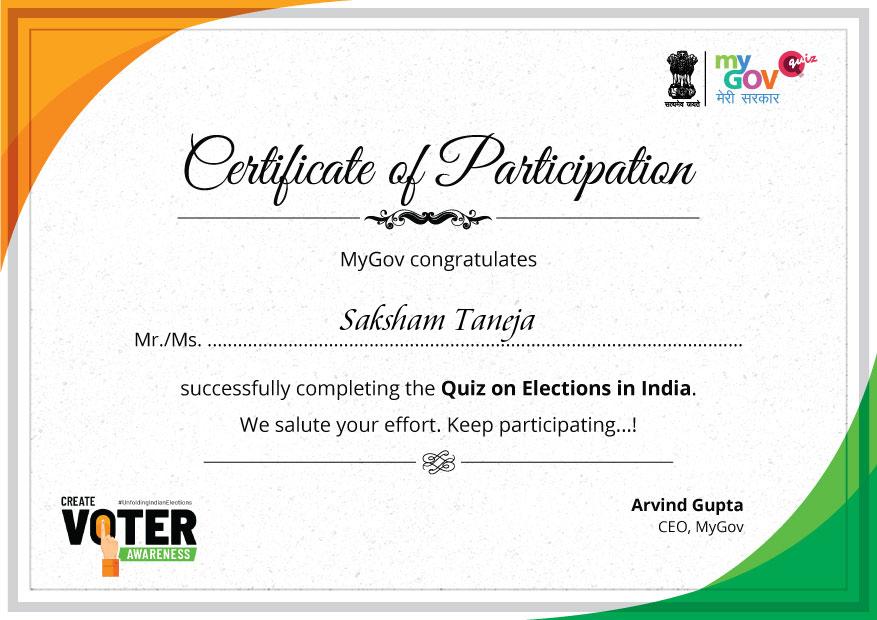 सत्यमेव जयते
my quiz
GOV
मेरी सरकार
Certificate of Participation
MyGov congratulates
Saksham Taneja
Mr./Ms. ..........................................................................................................
successfully completing the Quiz on Elections in India.
We salute your effort. Keep participating...!
CREATE #UnfoldingIndianElections
VOTER
AWARENESS
Arvind Gupta
CEO, MyGov